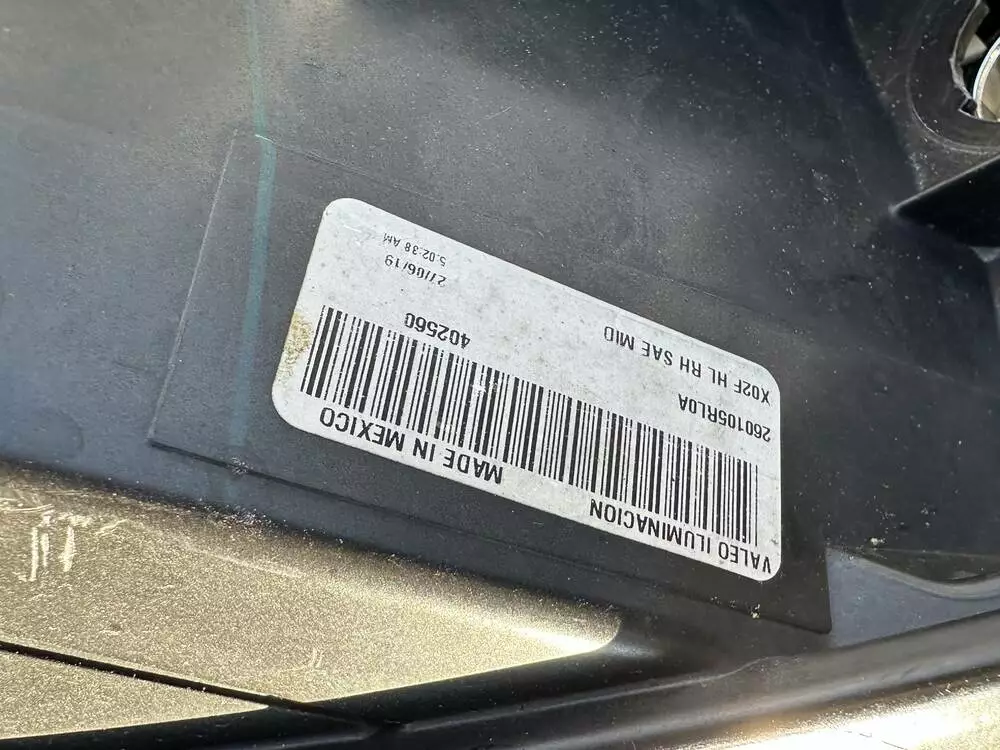 VALEO ILUMINACION
MADE IN MEXICO
260105RL0A
402560
X02F HL RH SAE MID
27/06/19
5:02:38 AM